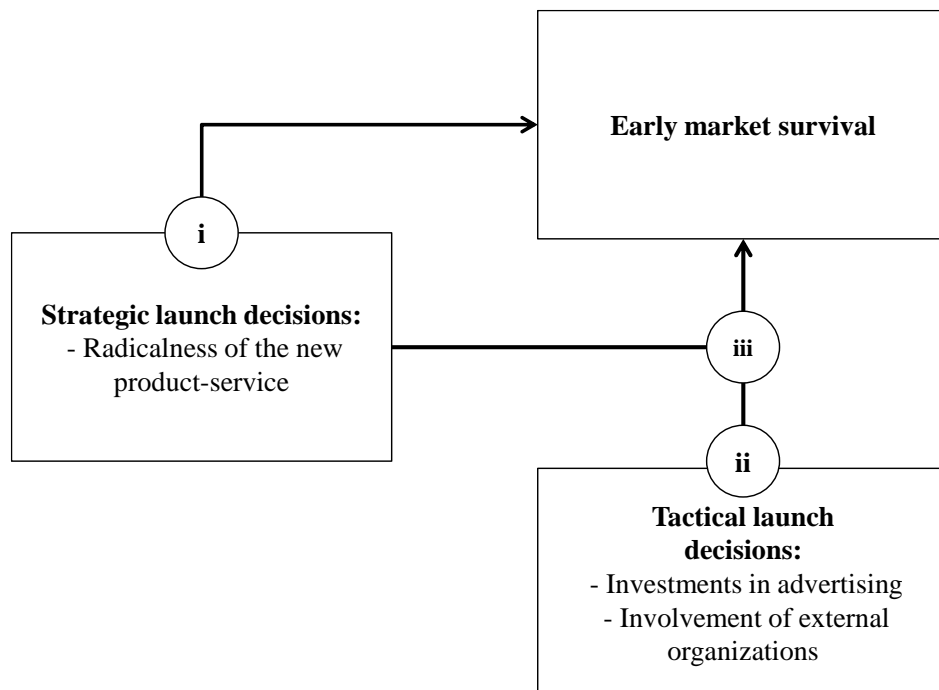 Early market survival
i
Strategic launch decisions:
- Radicalness of the new
product-service
iii
ii
Tactical launch
decisions:
- Investments in advertising
- Involvement of external
organizations